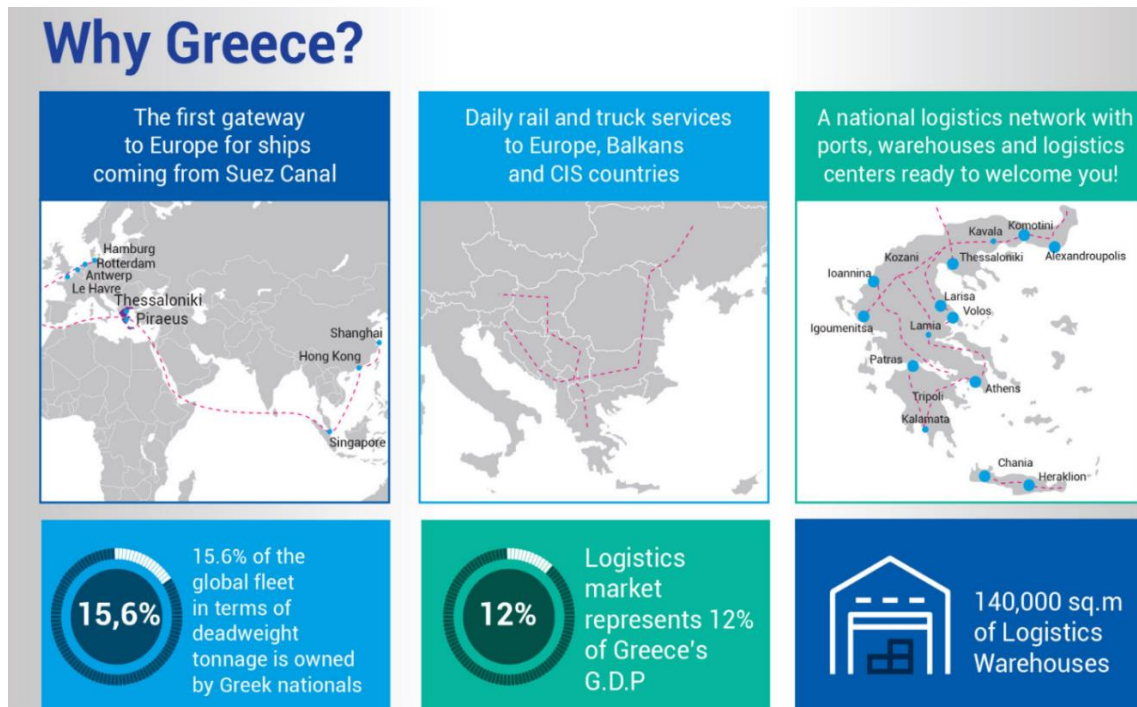 Why Greece?
The first gateway
to Europe for ships
coming from Suez Canal
Hamburg
Rotterdam
Antwerp
Le Havre
Thessaloniki
Piraeus
Shanghai
Hong Kong
Singapore
Daily rail and truck services
to Europe, Balkans
and CIS countries
A national logistics network with
ports, warehouses and logistics
centers ready to welcome you!
Komotini
Kavala
Kozani
Thessaloniki
Alexandroupolis
Ioannina
Larisa
Volos
Igoumenitsa
Lamia
Patras
Athens
Tripoli
Kalamata
Chania
Heraklion
15,6%
15.6% of the
global fleet
in terms of
deadweight
tonnage is owned
by Greek nationals
12%
Logistics
market
represents 12%
of Greece's
G.D.P
140,000 sq.m
of Logistics
Warehouses